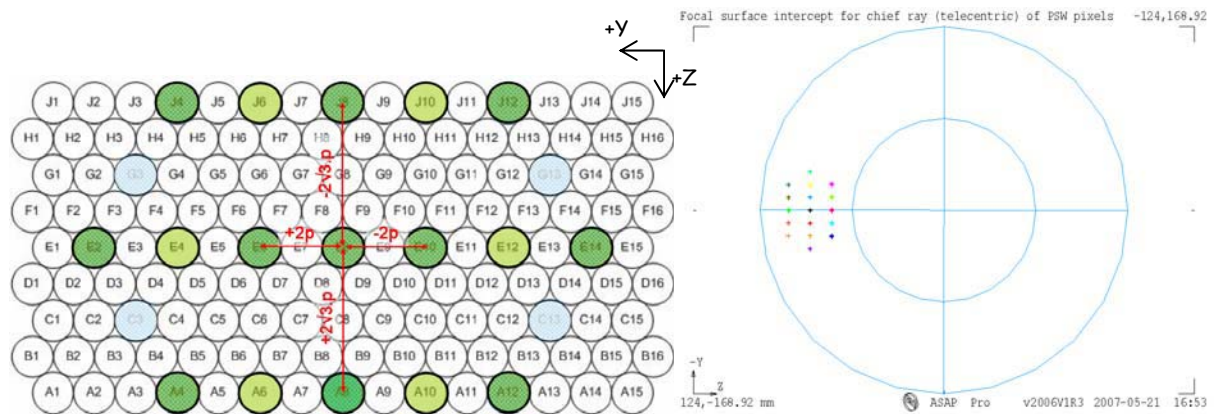 Focal surface intercept for chief ray (telecentric) of PSW pixels -124,168.92
+Y
+Z
J1 J2 J3 J4 J5 J6 J7 J8 J9 J10 J11 J12 J13 J14 J15
H1 H2 H3 H4 H5 H6 H7 H8 H9 H10 H11 H12 H13 H14 H15 H16
G1 G2 G3 G4 G5 G6 G7 G8 G9 G10 G11 G12 G13 G14 G15
-2√3.p
F1 F2 F3 F4 F5 F6 F7 F8 F9 F10 F11 F12 F13 F14 F15 F16
+2p -2p
E1 E2 E3 E4 E5 E6 E7 E9 E10 E11 E12 E13 E14 E15
D1 D2 D3 D4 D5 D6 D7 D8 D9 D10 D11 D12 D13 D14 D15 D16
+2√3.p
C1 C2 C3 C4 C5 C6 C7 C8 C9 C10 C11 C12 C13 C14 C15
B1 B2 B3 B4 B5 B6 B7 B8 B9 B10 B11 B12 B13 B14 B15 B16
A1 A2 A3 A4 A5 A6 A7 A8 A9 A10 A11 A12 A13 A14 A15
-Y
Z
124,-168.92 mm ASAP Pro v2006V1R3 2007-05-21 16:53